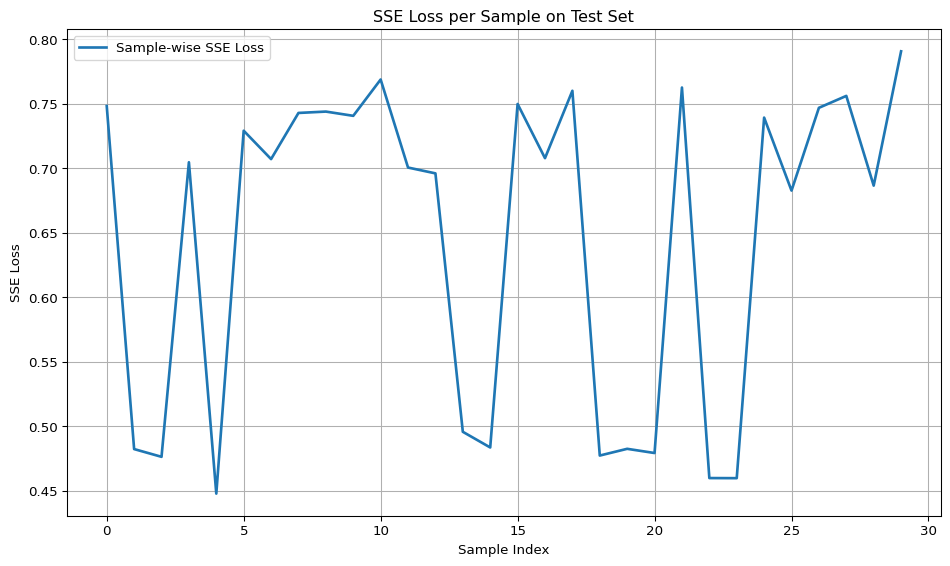 SSE Loss per Sample on Test Set
Sample-wise SSE Loss
0.80
0.75
0.70
0.65
0.60
0.55
0.50
0.45
SSE Loss
0 5 10 15 20 25 30
Sample Index